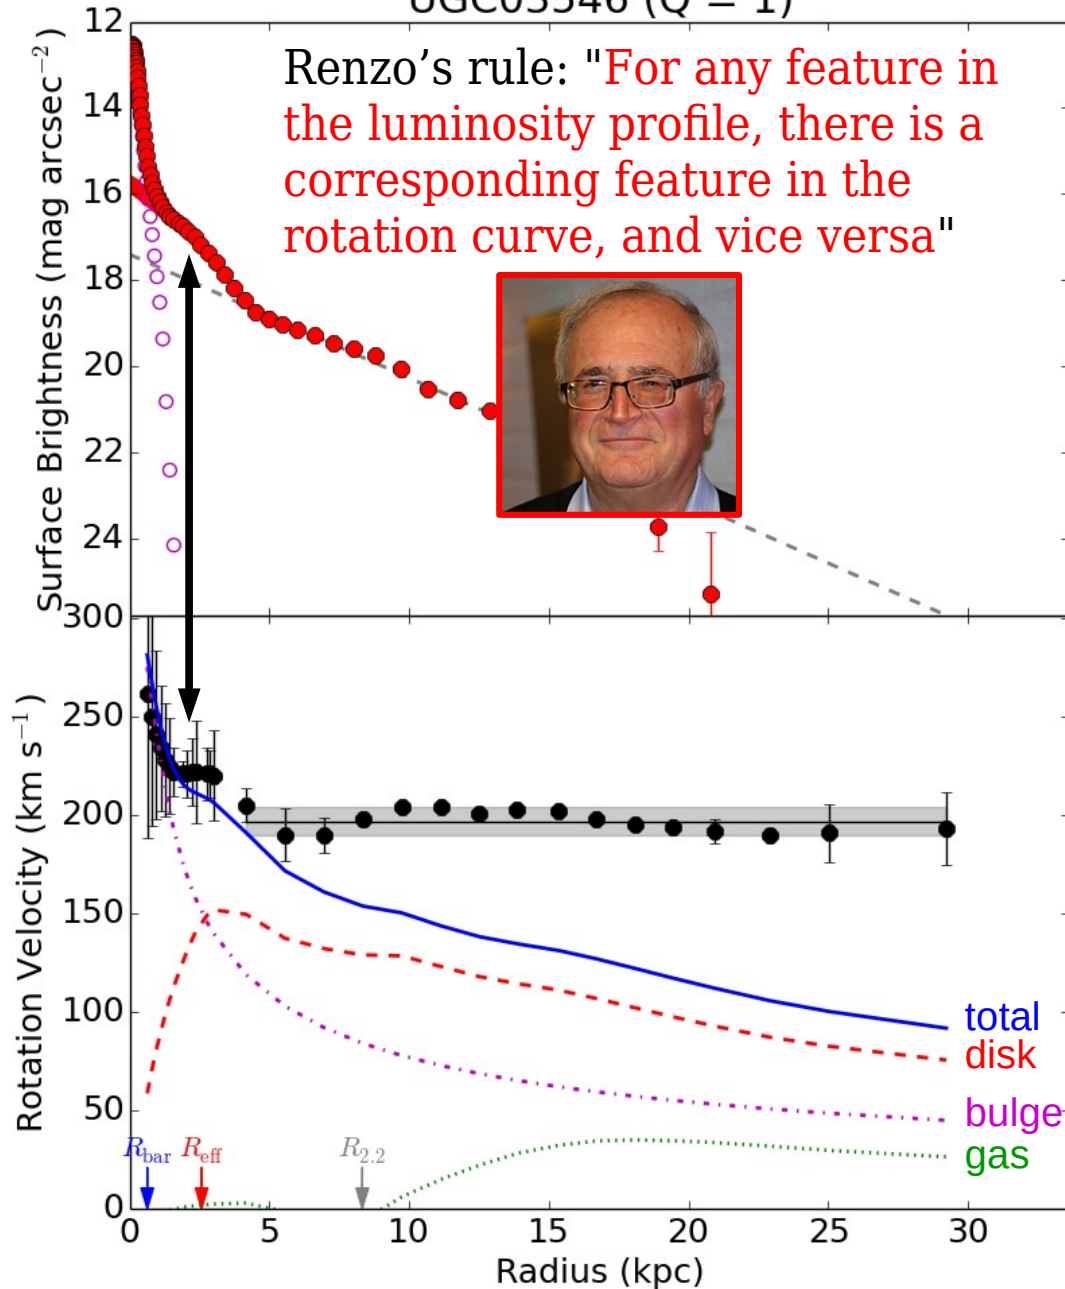 UGC03546 (Q = 1)
Renzo's rule: "For any feature in
the luminosity profile, there is a
corresponding feature in the
rotation curve, and vice versa"
Surface Brightness (mag arcsec⁻²)
12
14
16
18
20
22
24
300
250
200
150
100
50
0
Rotation Velocity (km s⁻¹)
total
disk
bulge
gas
R_bar R_eff R_2.2
0 5 10 15 20 25 30
Radius (kpc)